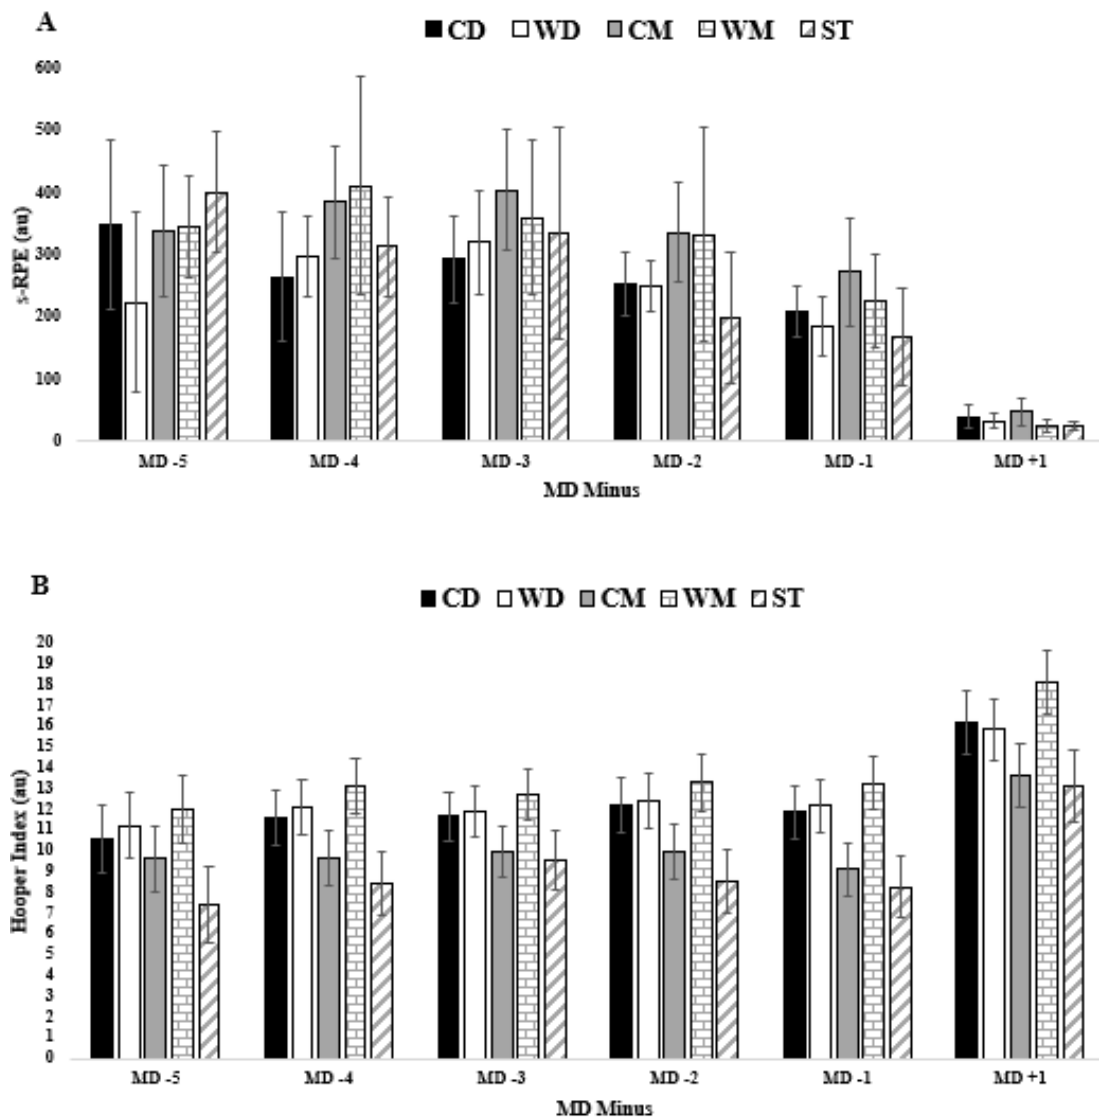 A
CD WD CM WM ST
600
500
400
300
200
100
0
s-RPE (au)
MD -5 MD -4 MD -3 MD -2 MD -1 MD +1
MD Minus
B
CD WD CM WM ST
20
19
18
17
16
15
14
13
12
11
10
9
8
7
6
5
4
3
2
1
0
Hooper Index (au)
MD -5 MD -4 MD -3 MD -2 MD -1 MD +1
MD Minus